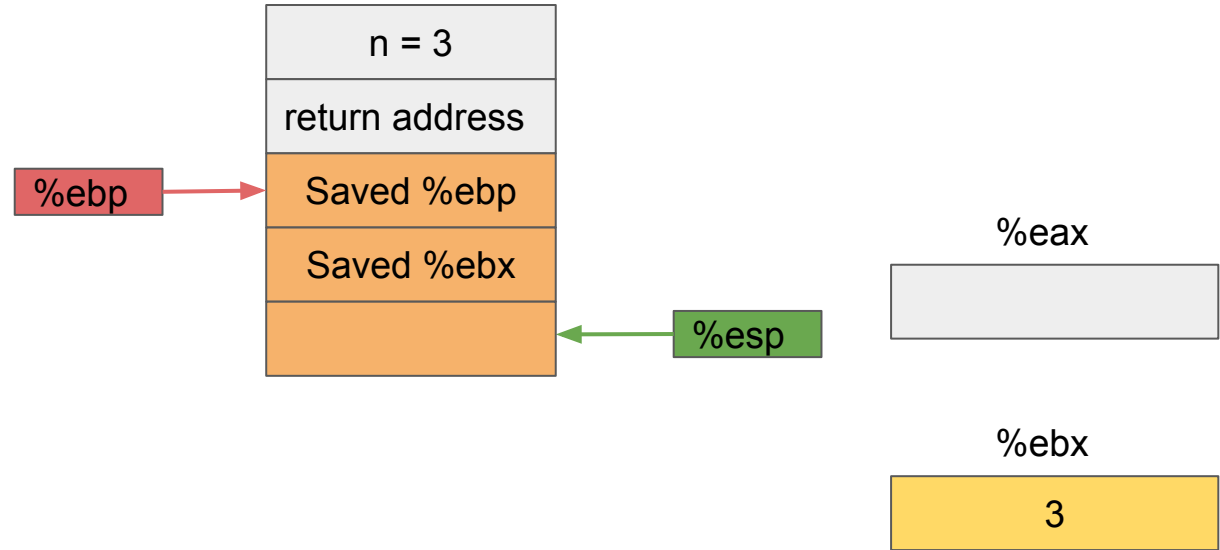 n = 3
return address
%ebp
Saved %ebp
Saved %ebx
%esp
%eax
%ebx
3